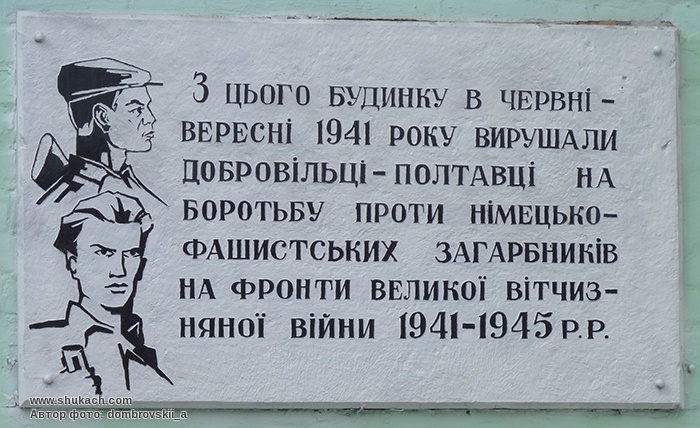 З ЦЬОГО БУДИНКУ В ЧЕРВНІ-
ВЕРЕСНІ 1941 РОКУ ВИРУШАЛИ
ДОБРОВІЛЬЦІ-ПОЛТАВЦІ НА
БОРОТЬБУ ПРОТИ НІМЕЦЬКО-
ФАШИСТСЬКИХ ЗАГАРБНИКІВ
НА ФРОНТИ ВЕЛИКОЇ ВІТЧИЗ-
НЯНОЇ ВІЙНИ 1941-1945 Р.Р.
www.shukach.com
Автор фото: dombrovskii_a